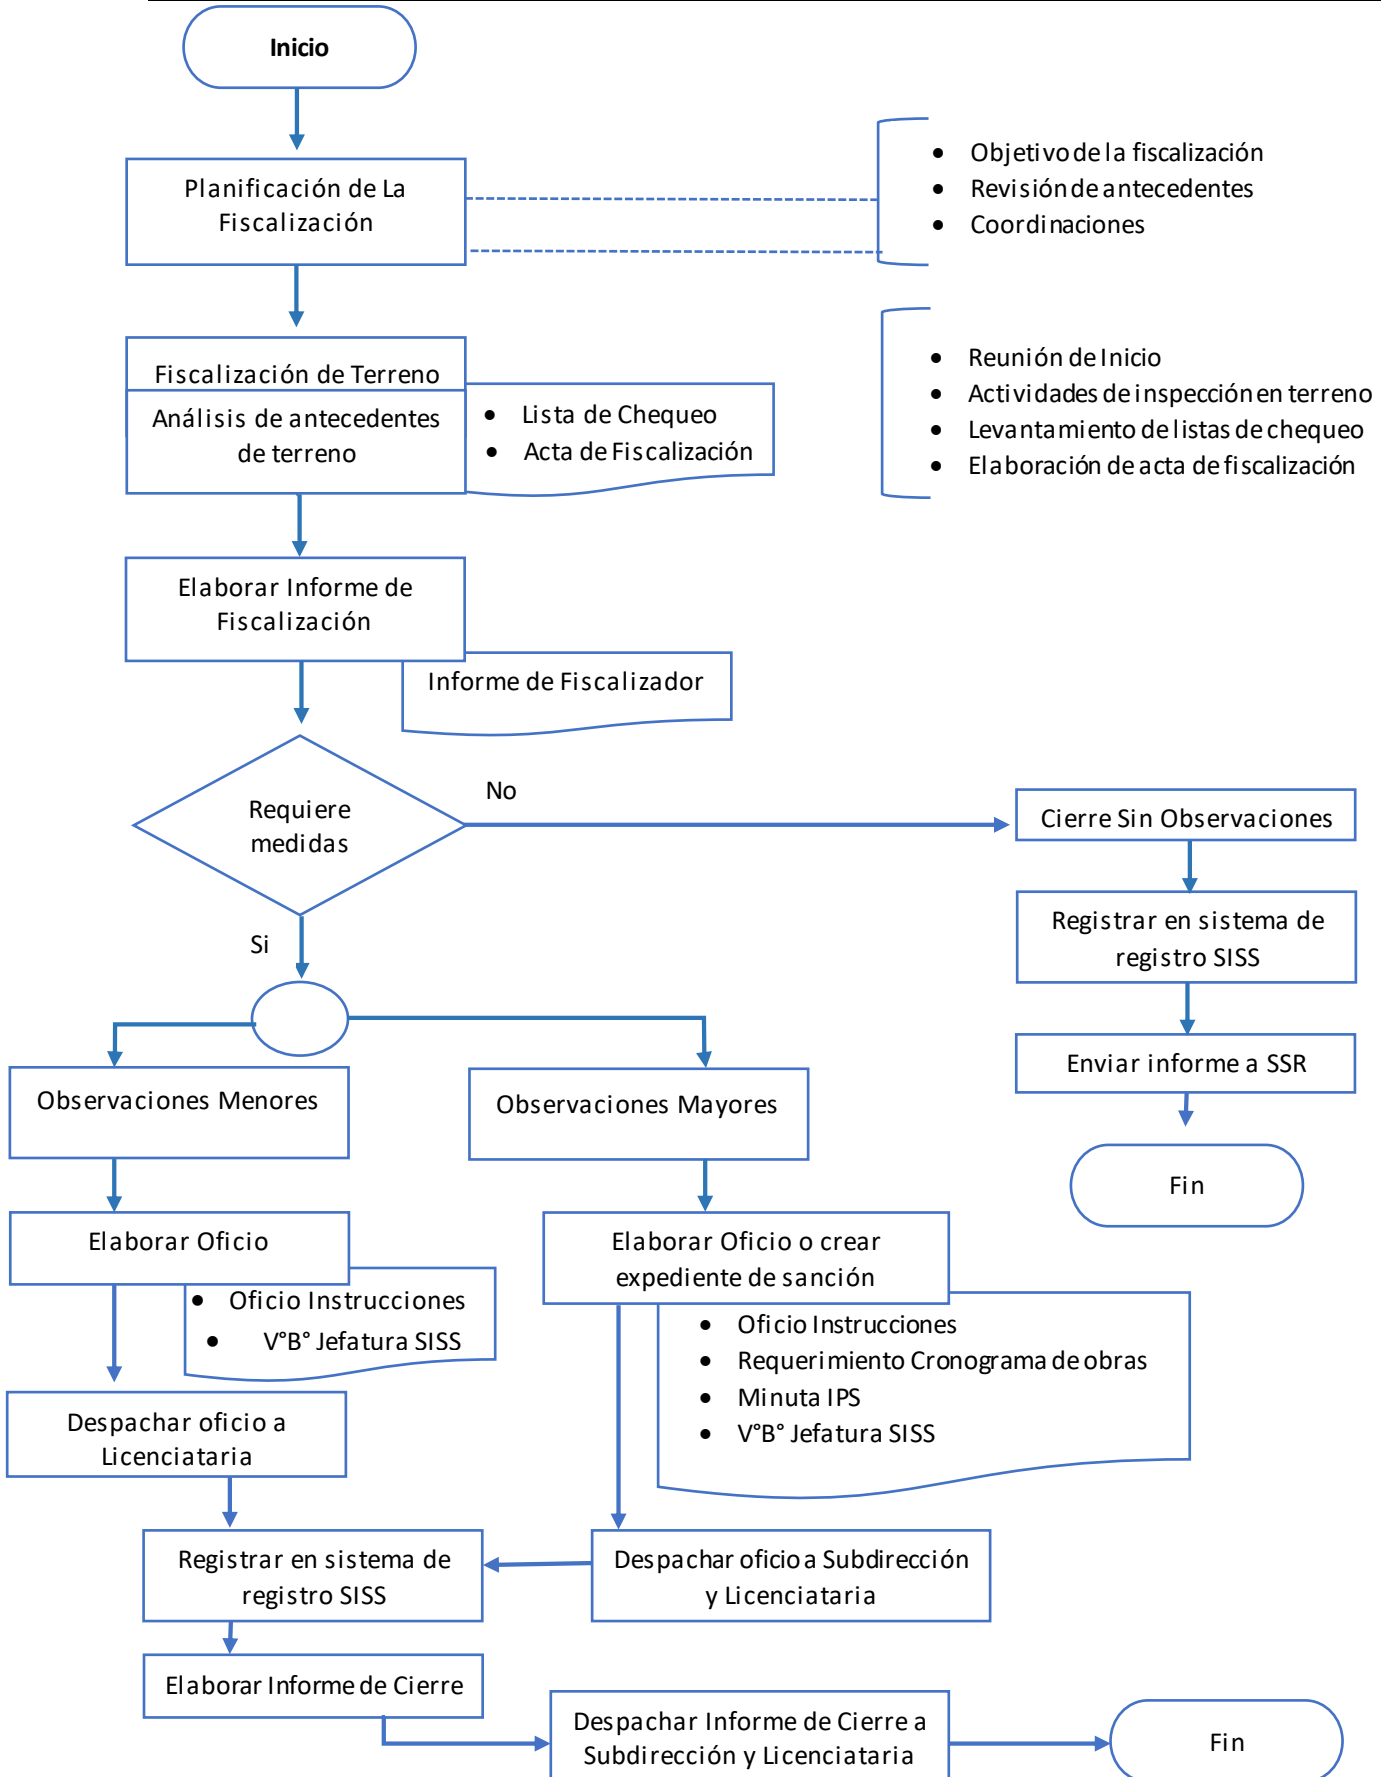 Inicio
Planificación de La
Fiscalización
• Objetivo de la fiscalización
• Revisión de antecedentes
• Coordinaciones
Fiscalización de Terreno
Análisis de antecedentes
de terreno
• Lista de Chequeo
• Acta de Fiscalización
• Reunión de Inicio
• Actividades de inspección en terreno
• Levantamiento de listas de chequeo
• Elaboración de acta de fiscalización
Elaborar Informe de
Fiscalización
Informe de Fiscalizador
Requiere
medidas
No
Cierre Sin Observaciones
Registrar en sistema de
registro SISS
Enviar informe a SSR
Fin
Si
Observaciones Menores
Observaciones Mayores
Elaborar Oficio
• Oficio Instrucciones
• V°B° Jefatura SISS
Elaborar Oficio o crear
expediente de sanción
• Oficio Instrucciones
• Requerimiento Cronograma de obras
• Minuta IPS
• V°B° Jefatura SISS
Despachar oficio a
Licenciataria
Registrar en sistema de
registro SISS
Despachar oficio a Subdirección
y Licenciataria
Elaborar Informe de Cierre
Despachar Informe de Cierre a
Subdirección y Licenciataria
Fin